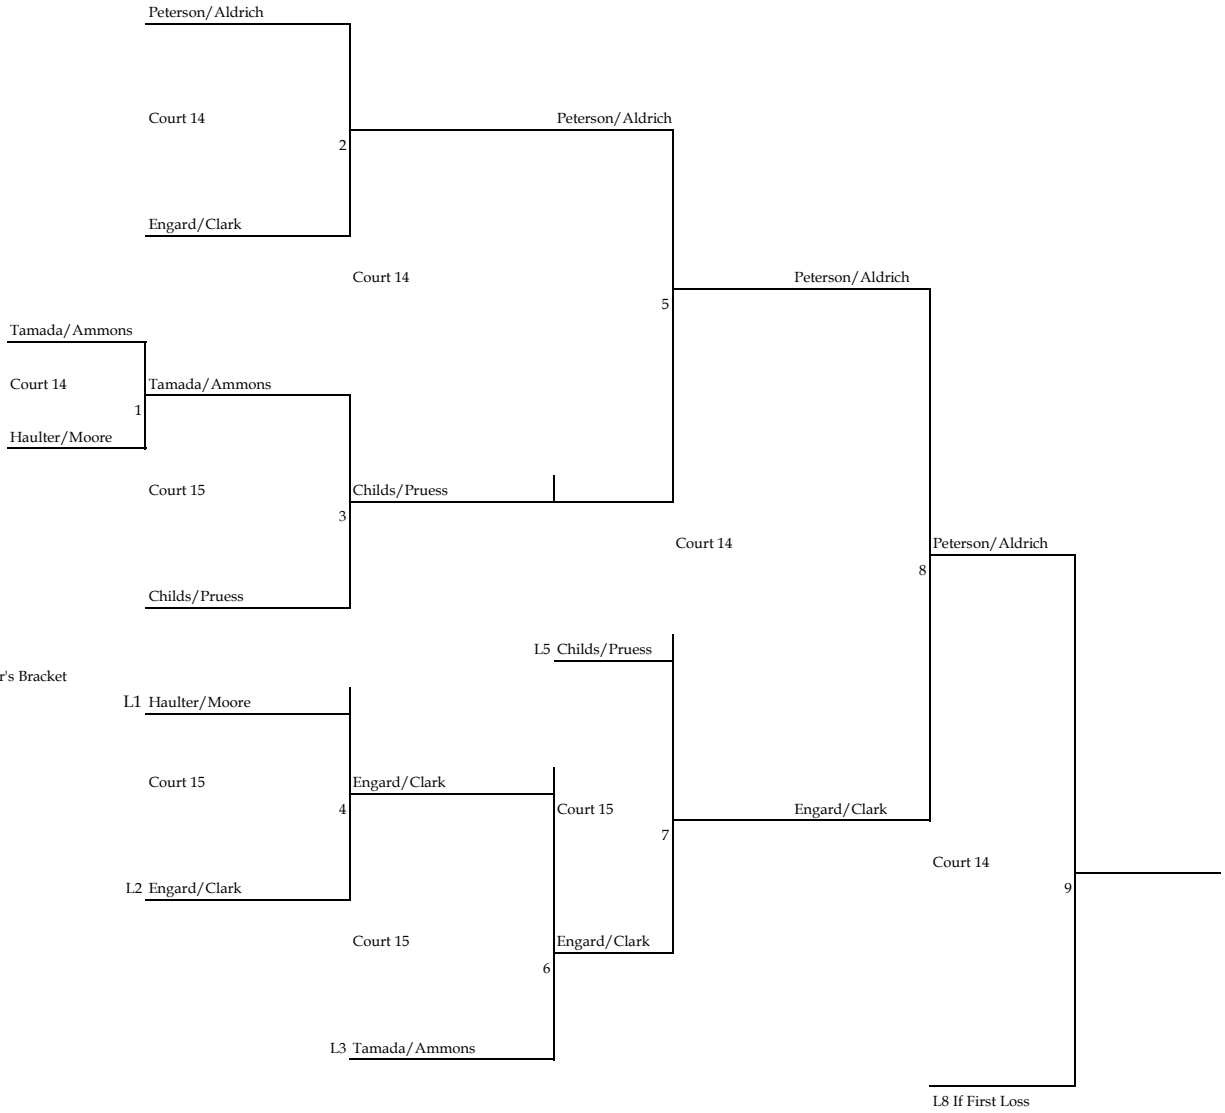 Peterson/Aldrich
Court 14
Peterson/Aldrich
2
Engard/Clark
Court 14
Peterson/Aldrich
5
Tamada/Ammons
Court 14
Tamada/Ammons
1
Haulter/Moore
Court 15
Childs/Pruess
3
Court 14
Peterson/Aldrich
8
Childs/Pruess
L5 Childs/Pruess
r's Bracket
L1 Haulter/Moore
Court 15
Engard/Clark
4
Court 15
Engard/Clark
7
Court 14
L2 Engard/Clark
9
Court 15
Engard/Clark
6
L3 Tamada/Ammons
L8 If First Loss